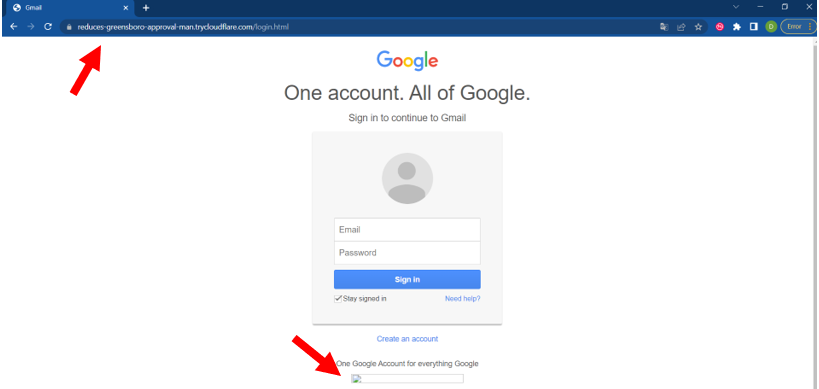 Gmail
reduces-greensboro-approval-man.trycloudflare.com/login.html
D
Error
Google
One account. All of Google.
Sign in to continue to Gmail
Email
Password
Sign in
Stay signed in
Need help?
Create an account
One Google Account for everything Google